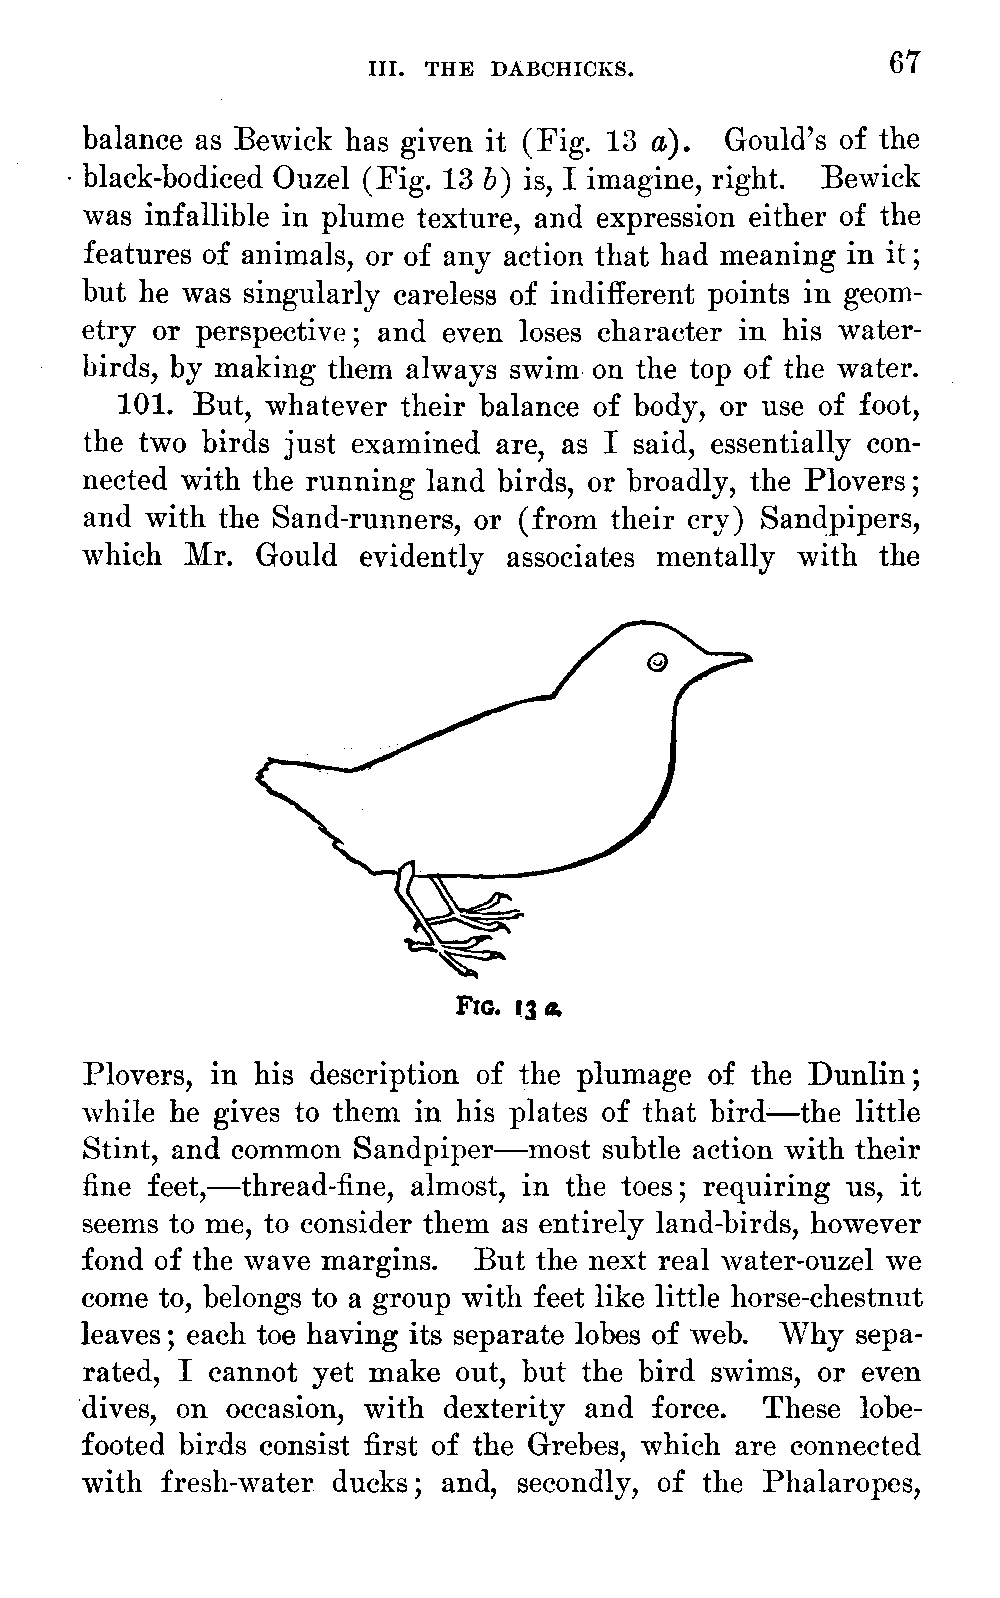 III. THE DABCHICKS. 67
balance as Bewick has given it (Fig. 13 a). Gould's of the
black-bodiced Ouzel (Fig. 13 b) is, I imagine, right. Bewick
was infallible in plume texture, and expression either of the
features of animals, or of any action that had meaning in it;
but he was singularly careless of indifferent points in geom-
etry or perspective; and even loses character in his water-
birds, by making them always swim on the top of the water.
101. But, whatever their balance of body, or use of foot,
the two birds just examined are, as I said, essentially con-
nected with the running land birds, or broadly, the Plovers;
and with the Sand-runners, or (from their cry) Sandpipers,
which Mr. Gould evidently associates mentally with the
FIG. 13 a.
Plovers, in his description of the plumage of the Dunlin;
while he gives to them in his plates of that bird—the little
Stint, and common Sandpiper—most subtle action with their
fine feet,—thread-fine, almost, in the toes; requiring us, it
seems to me, to consider them as entirely land-birds, however
fond of the wave margins. But the next real water-ouzel we
come to, belongs to a group with feet like little horse-chestnut
leaves; each toe having its separate lobes of web. Why sepa-
rated, I cannot yet make out, but the bird swims, or even
dives, on occasion, with dexterity and force. These lobe-
footed birds consist first of the Grebes, which are connected
with fresh-water ducks; and, secondly, of the Phalaropes,